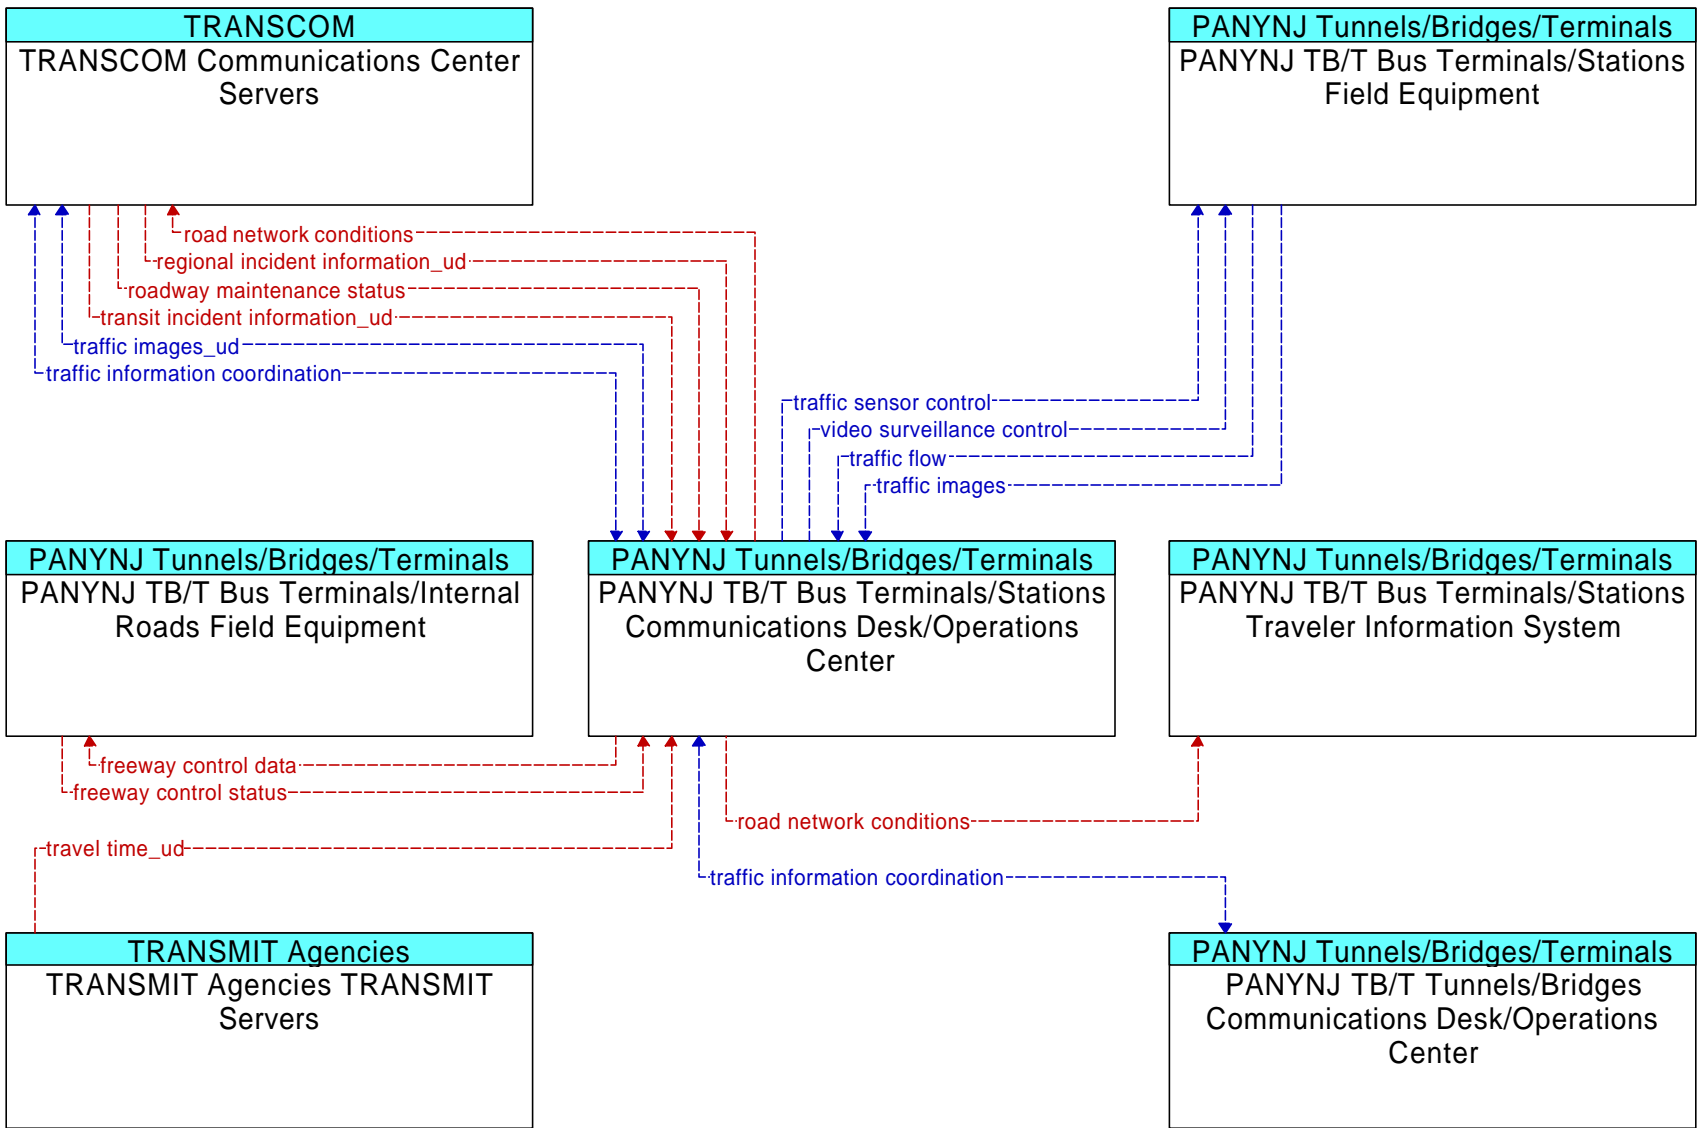 TRANSCOM
TRANSCOM Communications Center
Servers
PANYNJ Tunnels/Bridges/Terminals
PANYNJ TB/T Bus Terminals/Stations
Field Equipment
road network conditions
regional incident information_ud
roadway maintenance status
transit incident information_ud
traffic images_ud
traffic information coordination
traffic sensor control
video surveillance control
traffic flow
traffic images
PANYNJ Tunnels/Bridges/Terminals
PANYNJ TB/T Bus Terminals/Internal
Roads Field Equipment
PANYNJ Tunnels/Bridges/Terminals
PANYNJ TB/T Bus Terminals/Stations
Communications Desk/Operations
Center
PANYNJ Tunnels/Bridges/Terminals
PANYNJ TB/T Bus Terminals/Stations
Traveler Information System
freeway control data
freeway control status
road network conditions
travel time_ud
traffic information coordination
TRANSMIT Agencies
TRANSMIT Agencies TRANSMIT
Servers
PANYNJ Tunnels/Bridges/Terminals
PANYNJ TB/T Tunnels/Bridges
Communications Desk/Operations
Center